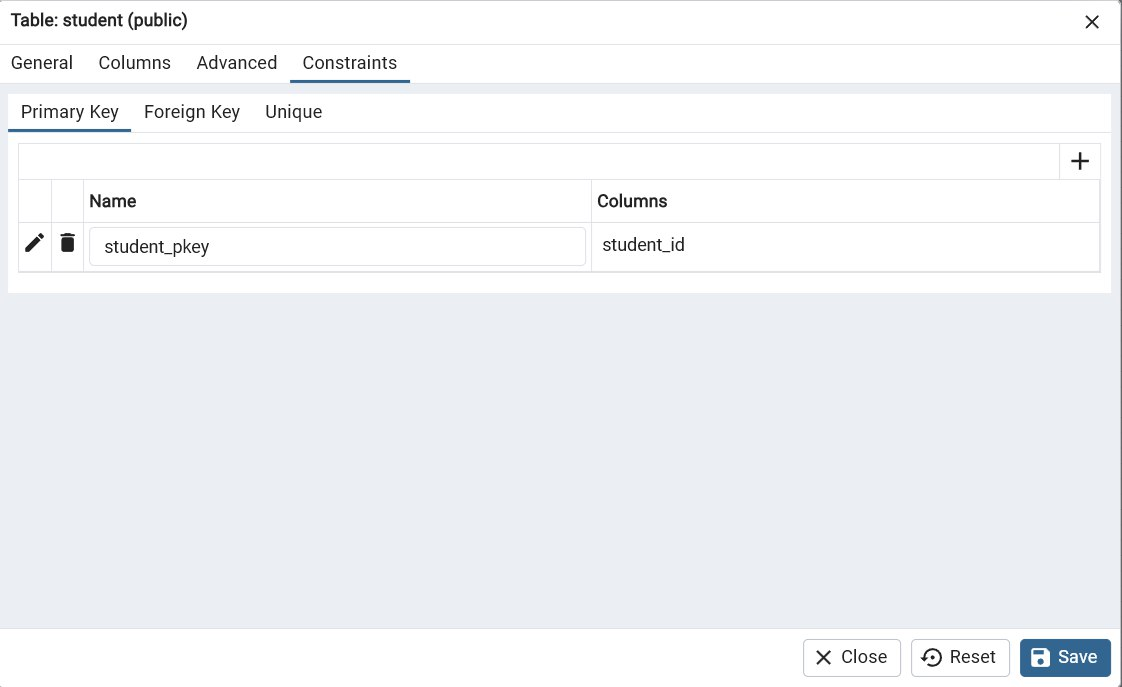 Table: student (public)
General Columns Advanced Constraints
Primary Key Foreign Key Unique
Name Columns
student_pkey student_id
Close Reset Save